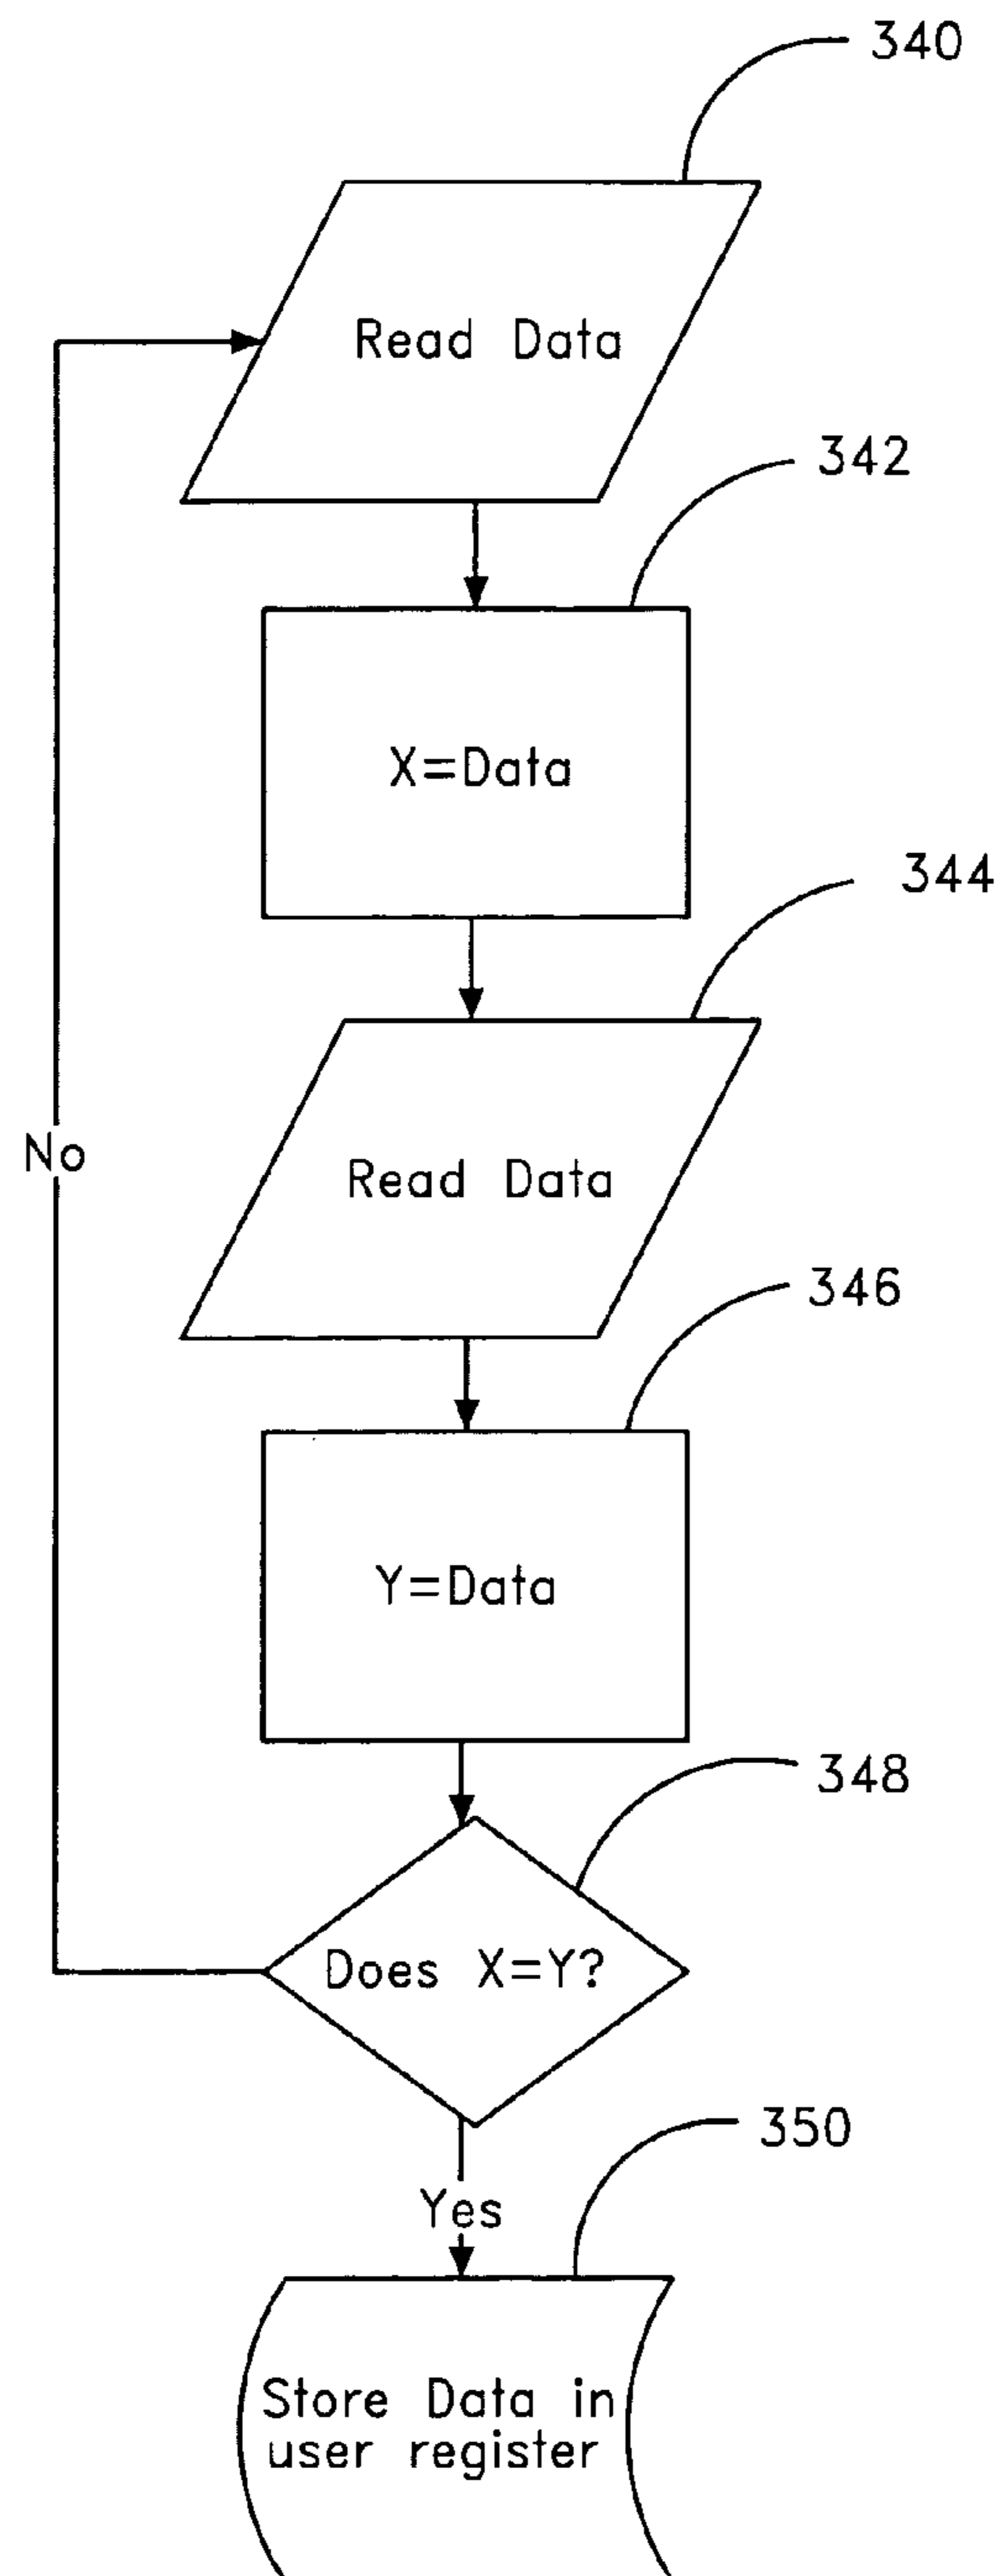 340
Read Data
342
X=Data
344
Read Data
No
346
Y=Data
348
Does X=Y?
350
Yes
Store Data in
user register